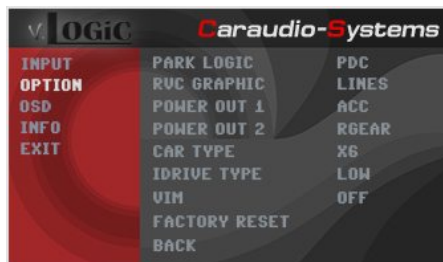 V.LOGiC Caraudio-Systems
INPUT
OPTION
OSD
INFO
EXIT
PARK LOGIC PDC
RVC GRAPHIC LINES
POWER OUT 1 ACC
POWER OUT 2 RGEAR
CAR TYPE X6
IDRIVE TYPE LOW
VIM OFF
FACTORY RESET
BACK